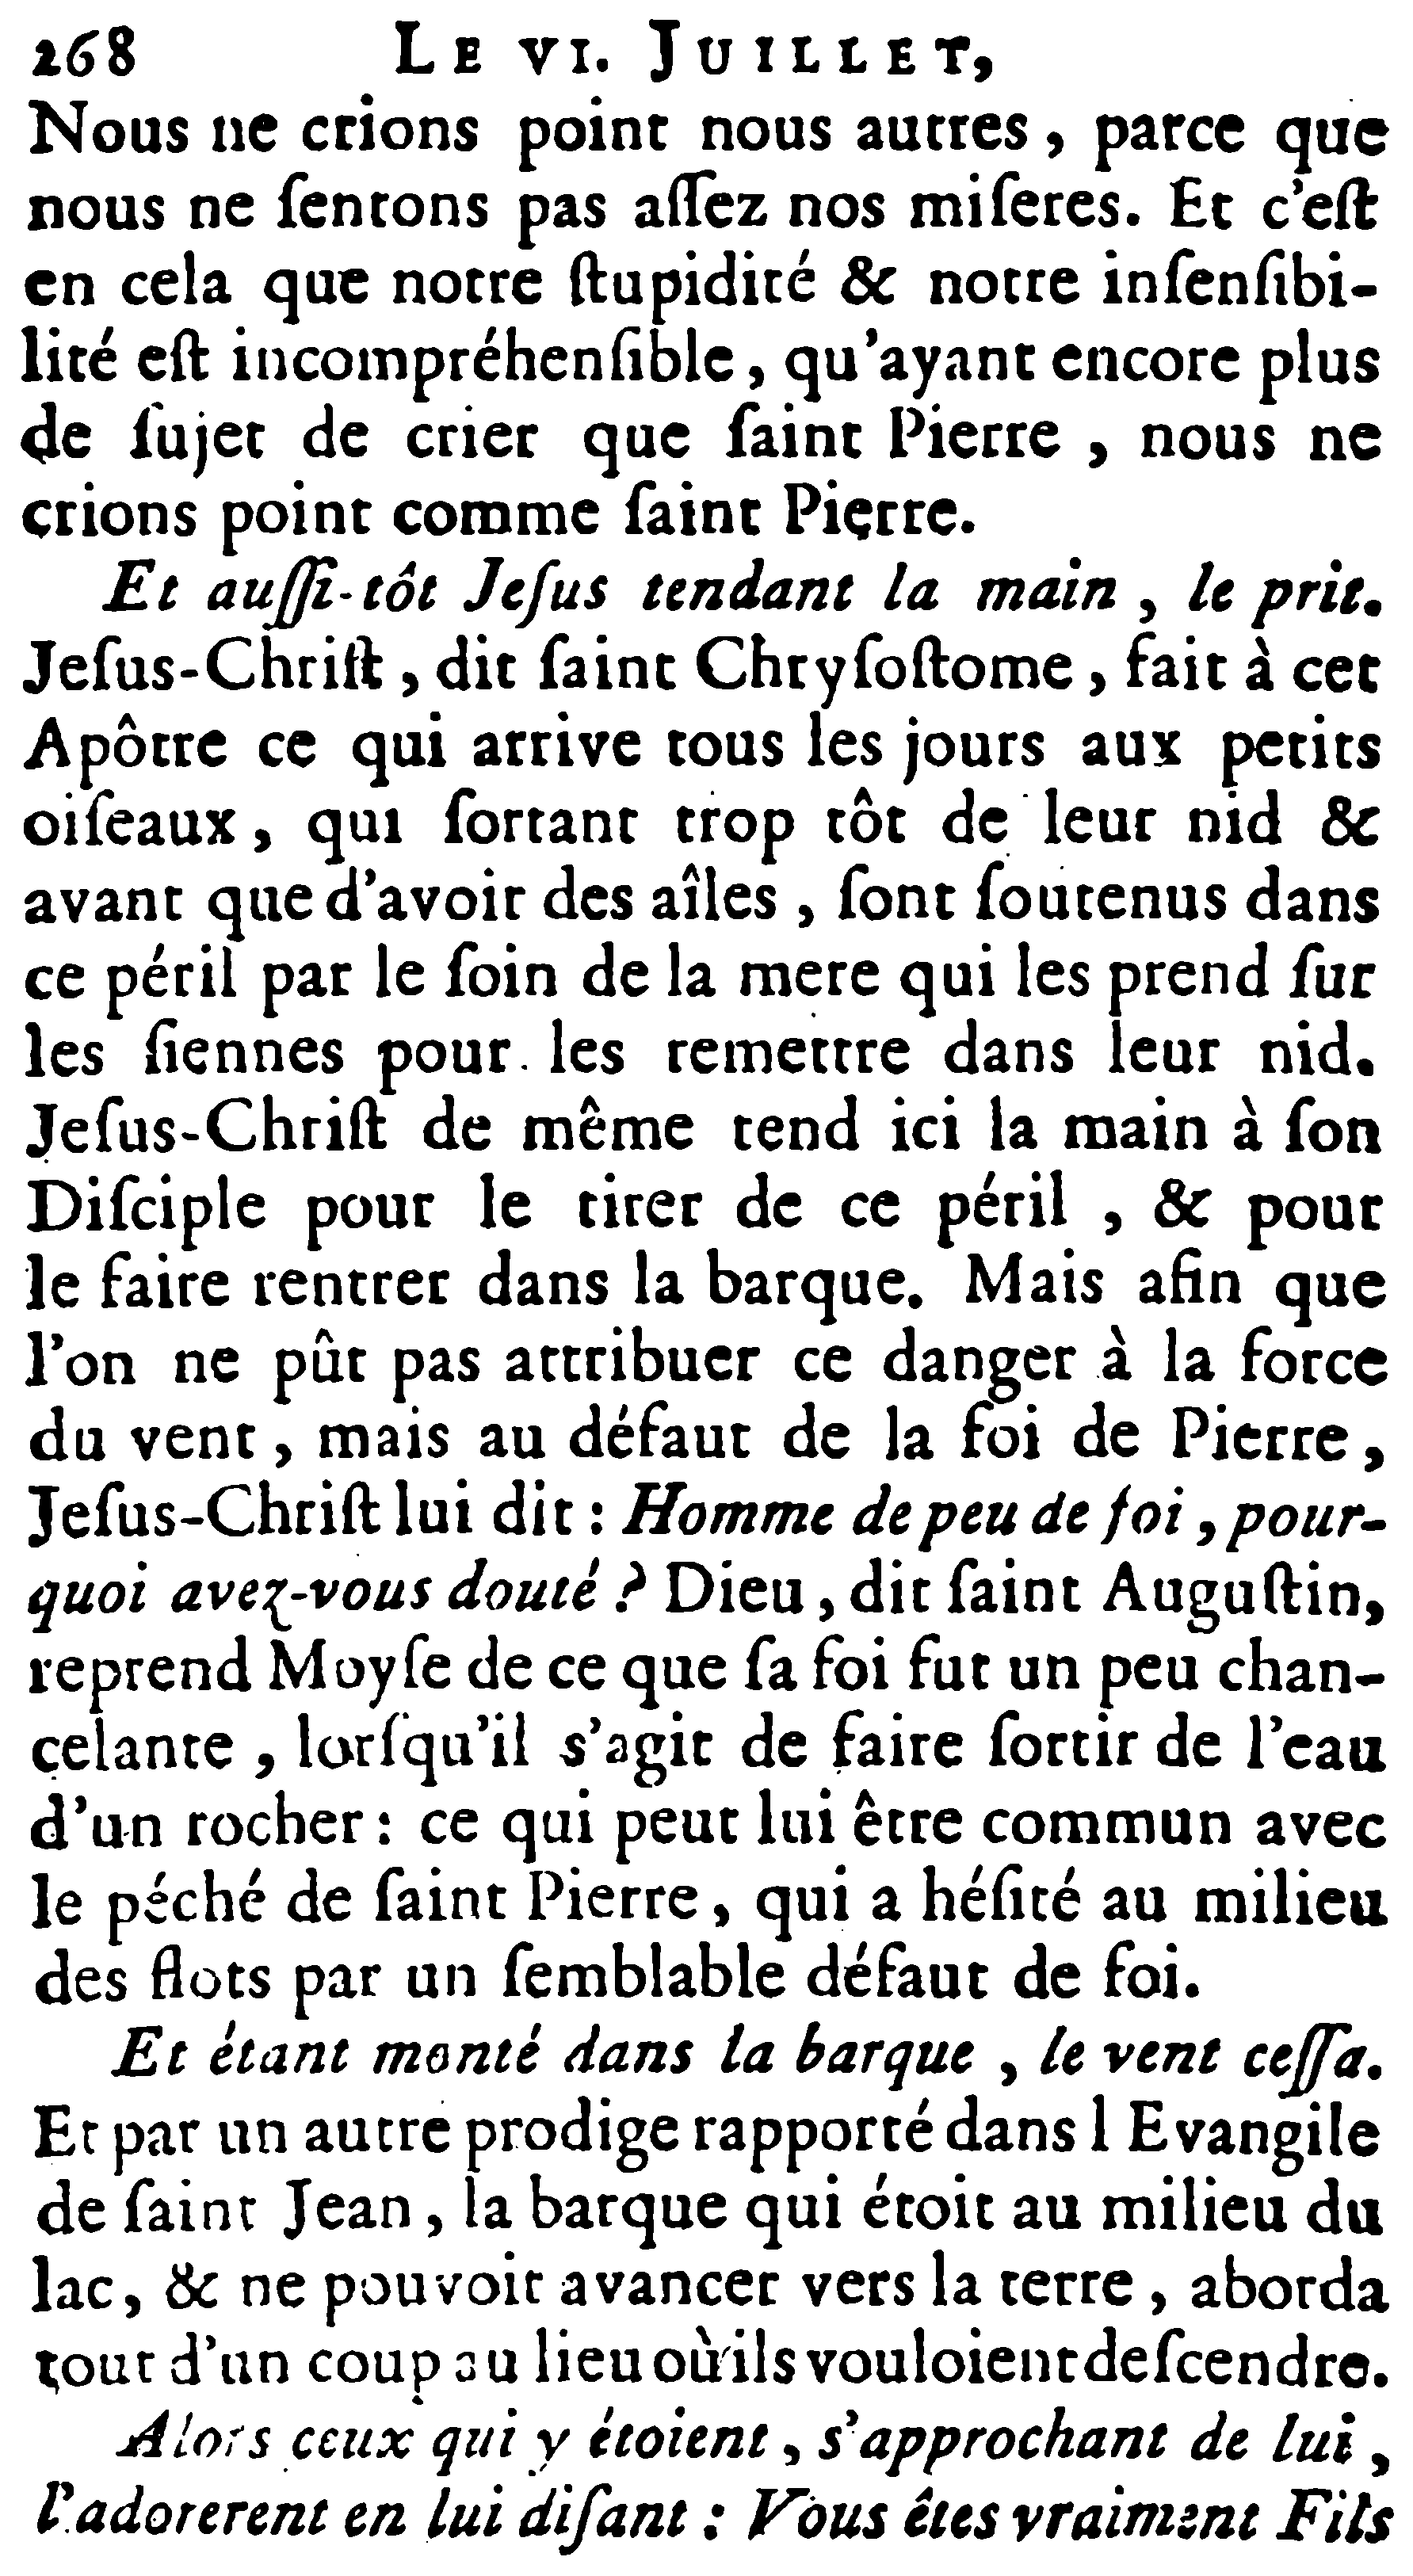 268 LE VI. JUILLET,
Nous ne crions point nous autres, parce que
nous ne ſentons pas aſſez nos miſeres. Et c'eſt
en cela que notre ſtupidité & notre inſenſibi-
lité eſt incompréhenſible, qu'ayant encore plus
de ſujet de crier que ſaint Pierre, nous ne
crions point comme ſaint Pierre.
Et auſſi-tôt Jeſus tendant la main, le prit.
Jeſus-Chriſt, dit ſaint Chryſoſtome, fait à cet
Apôtre ce qui arrive tous les jours aux petits
oiſeaux, qui ſortant trop tôt de leur nid &
avant que d'avoir des aîles, ſont ſoutenus dans
ce péril par le ſoin de la mere qui les prend ſur
les ſiennes pour les remettre dans leur nid.
Jeſus-Chriſt de même tend ici la main à ſon
Diſciple pour le tirer de ce péril, & pour
le faire rentrer dans la barque. Mais afin que
l'on ne pût pas attribuer ce danger à la force
du vent, mais au défaut de la foi de Pierre,
Jeſus-Chriſt lui dit : Homme de peu de foi, pour-
quoi avez-vous douté ? Dieu, dit ſaint Auguſtin,
reprend Moyſe de ce que ſa foi fut un peu chan-
celante, lorſqu'il s'agit de faire ſortir de l'eau
d'un rocher : ce qui peut lui être commun avec
le péché de ſaint Pierre, qui a héſité au milieu
des flots par un ſemblable défaut de foi.
Et étant monté dans la barque, le vent ceſſa.
Et par un autre prodige rapporté dans l Evangile
de ſaint Jean, la barque qui étoit au milieu du
lac, & ne pouvoit avancer vers la terre, aborda
tout d'un coup au lieu où ils vouloient deſcendre.
Alors ceux qui y étoient, s'approchant de lui,
l'adorerent en lui diſant : Vous êtes vraiment Fils